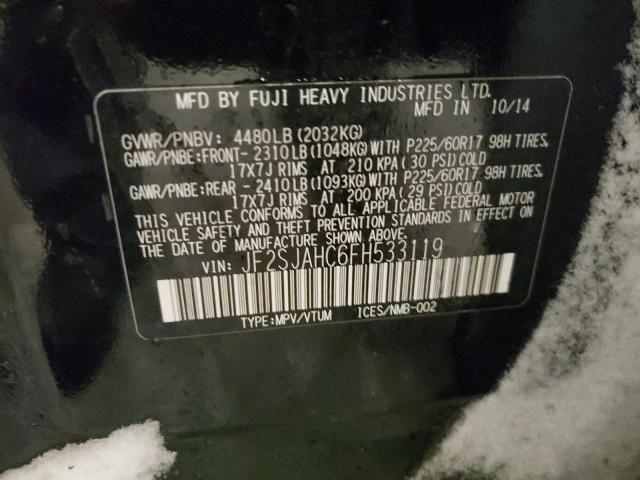 MFD BY FUJI HEAVY INDUSTRIES LTD.
MFD IN 10/14
GVWR/PNBV: 4480LB(2032KG)
GAWR/PNBE:FRONT- 2310LB(1048KG)WITH P225/60R17 98H TIRES,
17X7J RIMS AT 210 KPA(30 PSI)COLD
GAWR/PNBE:REAR - 2410LB(1093KG)WITH P225/60R17 98H TIRES,
17X7J RIMS AT 200 KPA(29 PSI)COLD
THIS VEHICLE CONFORMS TO ALL APPLICABLE FEDERAL MOTOR
VEHICLE SAFETY AND THEFT PREVENTION STANDARDS IN EFFECT ON
THE DATE OF MANUFACTURE SHOWN ABOVE.
VIN: JF2SJAHC6FH533119
TYPE:MPV/VTUM ICES/NMB-002